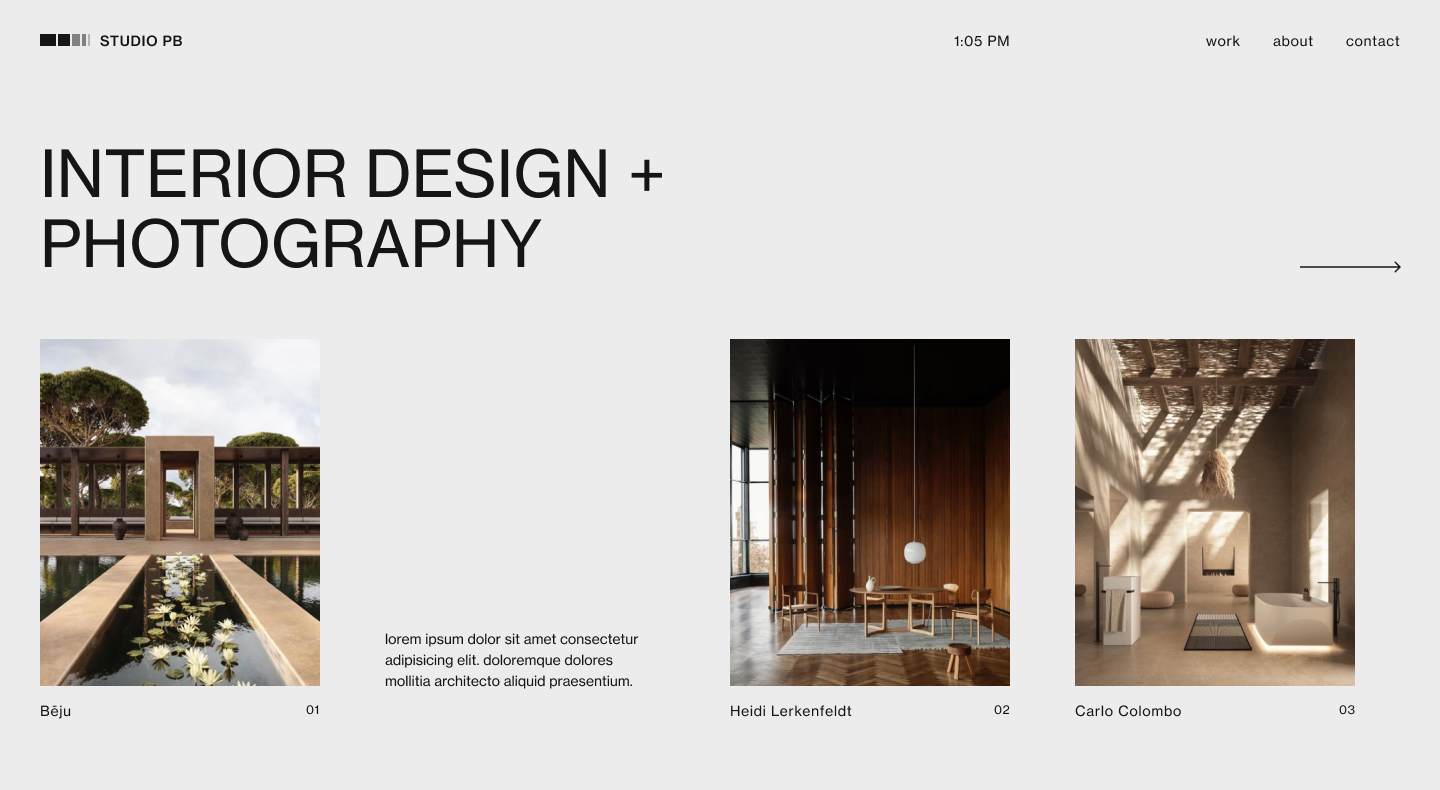 STUDIO PB
1:05 PM
work
about
contact
INTERIOR DESIGN +
PHOTOGRAPHY
lorem ipsum dolor sit amet consectetur
adipisicing elit. doloremque dolores
mollitia architecto aliquid praesentium.
Bēju
01
Heidi Lerkenfeldt
02
Carlo Colombo
03